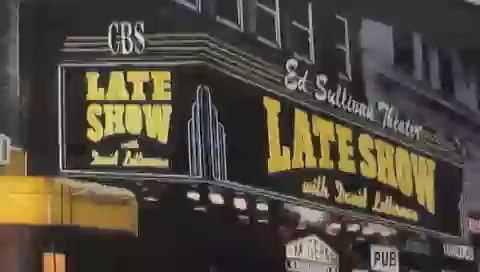 CBS
LATE
SHOW
with
David Letterman
Ed Sullivan Theater
LATE SHOW
with David Letterman
PUB